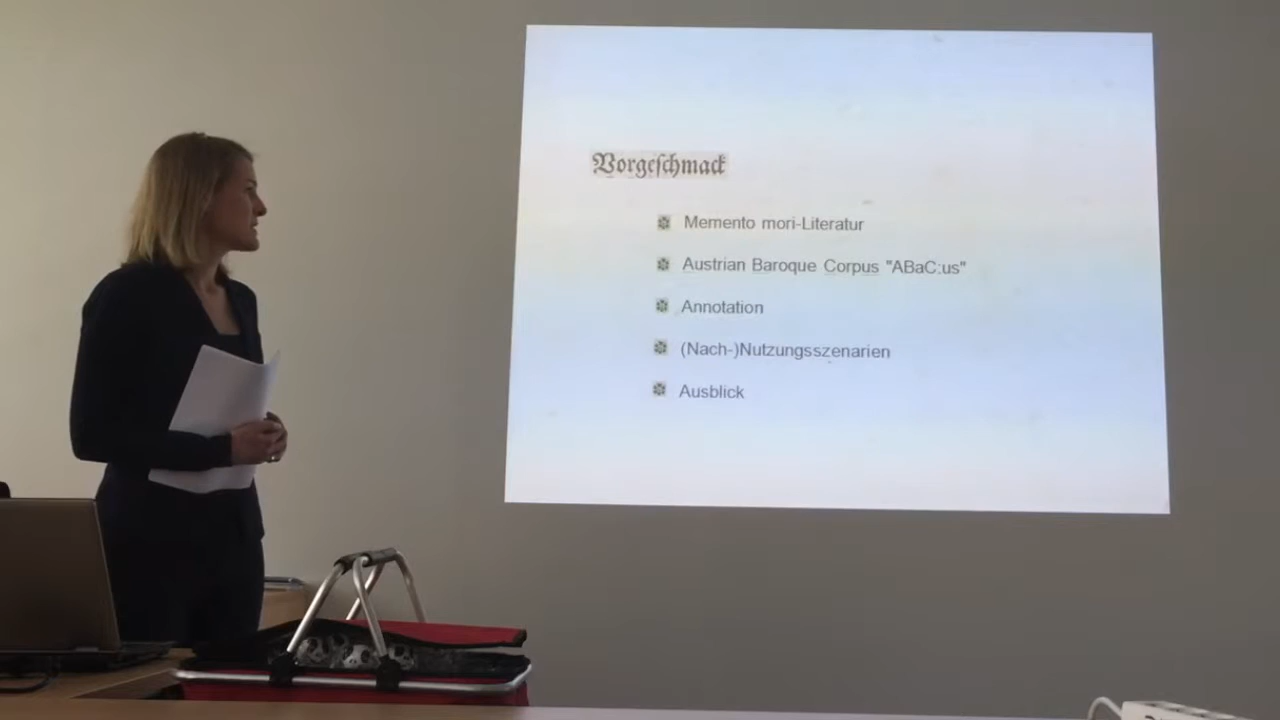 Vorgeschmack
Memento mori-Literatur
Austrian Baroque Corpus "ABaC:us"
Annotation
(Nach-)Nutzungsszenarien
Ausblick